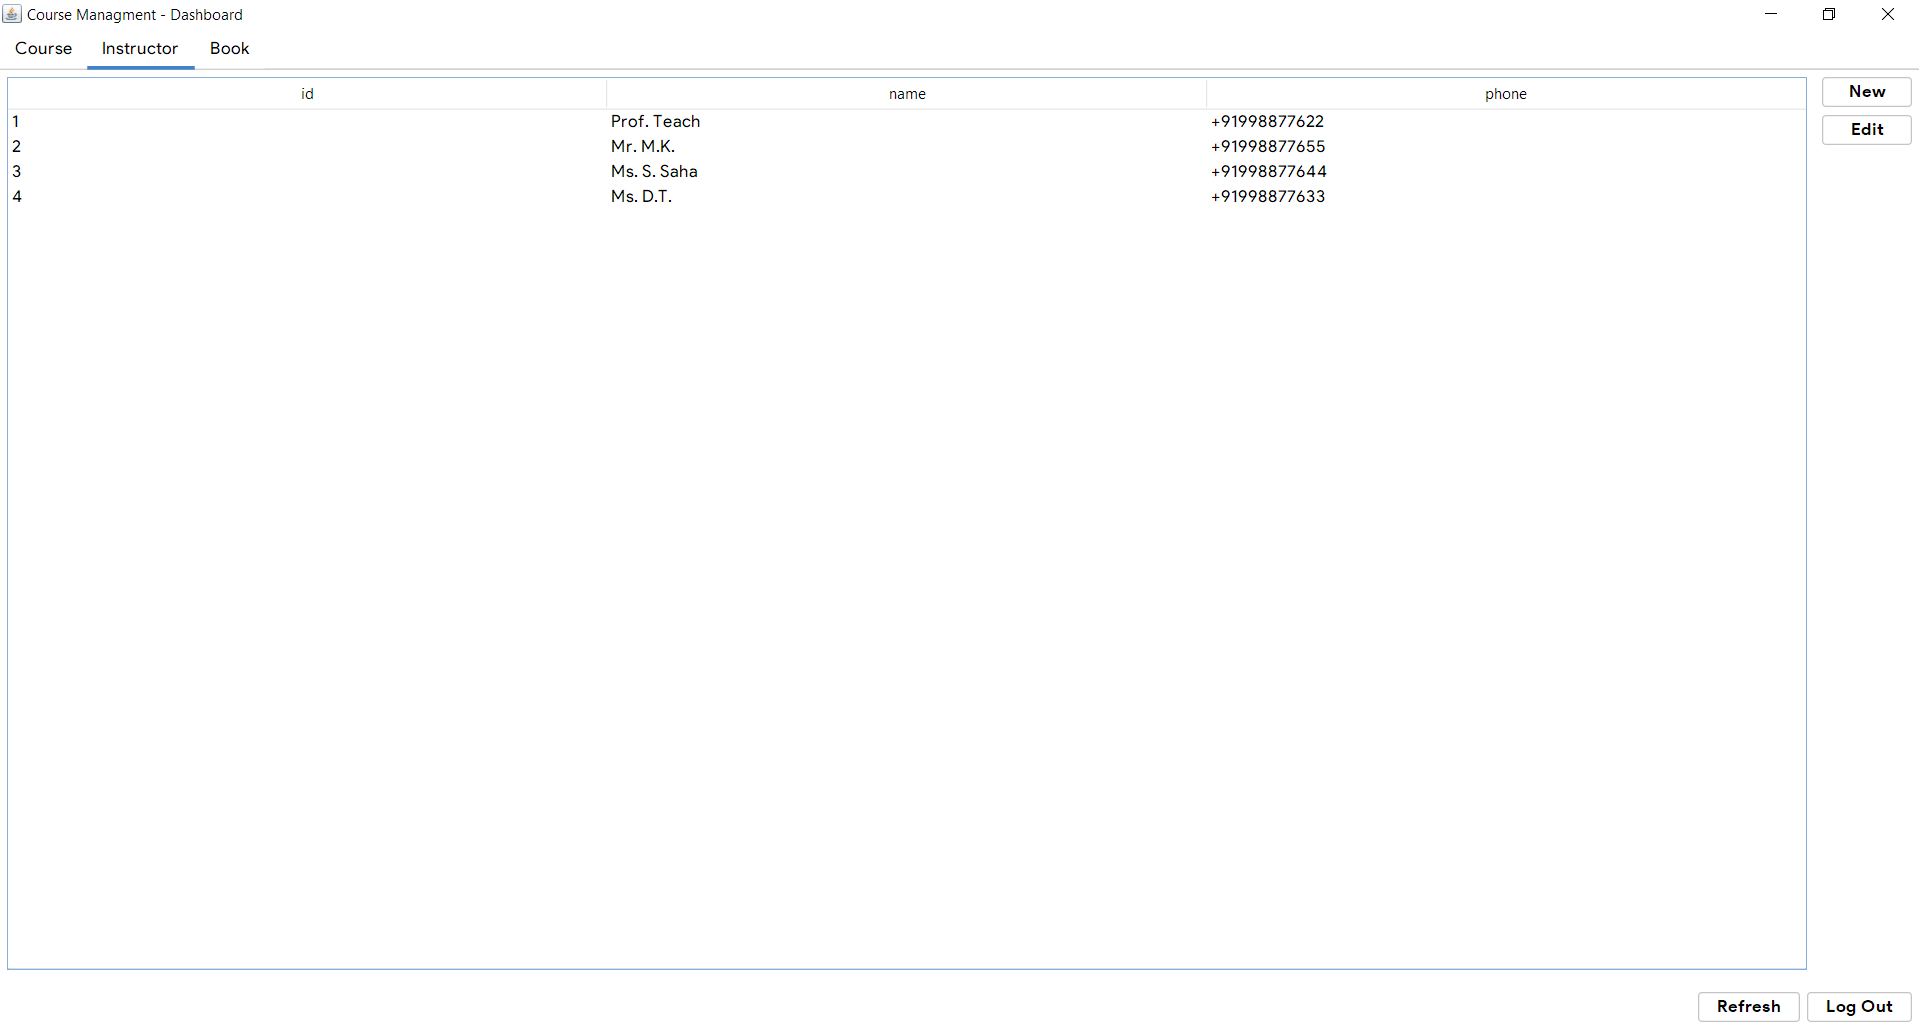 Course Managment - Dashboard
Course Instructor Book
id name phone
1 Prof. Teach +91998877622
2 Mr. M.K. +91998877655
3 Ms. S. Saha +91998877644
4 Ms. D.T. +91998877633
New
Edit
Refresh Log Out